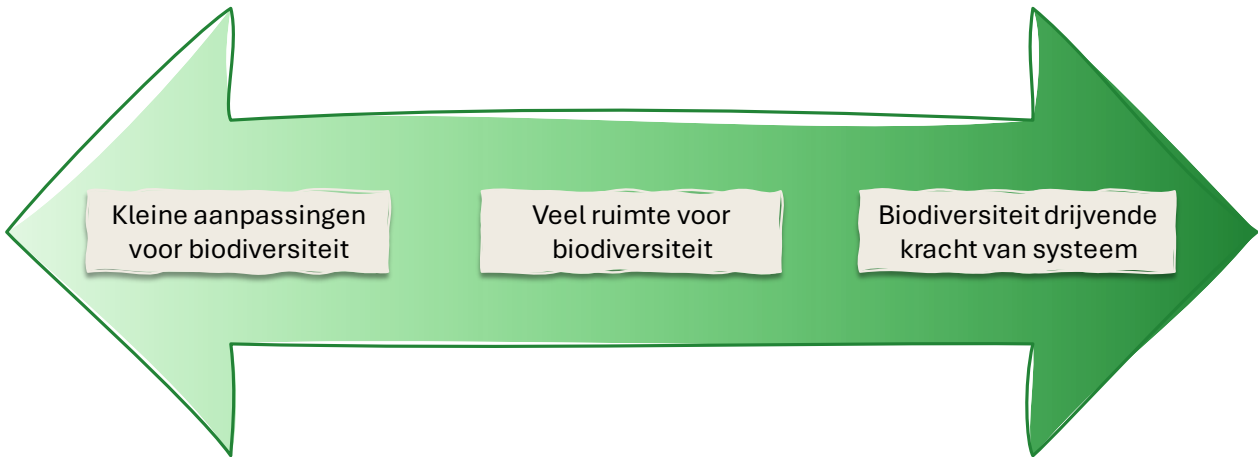 Kleine aanpassingen
voor biodiversiteit
Veel ruimte voor
biodiversiteit
Biodiversiteit drijvende
kracht van systeem